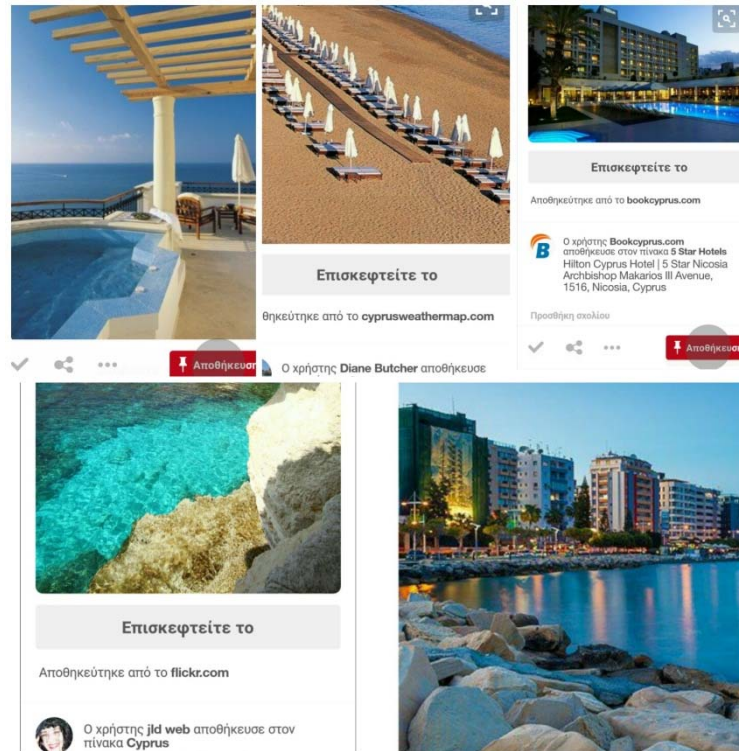 Αποθήκευση
Επισκεφτείτε το
θηκεύτηκε από το cyprusweathermap.com
Ο χρήστης Diane Butcher αποθήκευσε
Επισκεφτείτε το
Αποθηκεύτηκε από το bookcyprus.com
B
Ο χρήστης Bookcyprus.com
αποθήκευσε στον πίνακα 5 Star Hotels
Hilton Cyprus Hotel | 5 Star Nicosia
Archbishop Makarios III Avenue,
1516, Nicosia, Cyprus
Προσθήκη σχολίου
Αποθήκευσ
Επισκεφτείτε το
Αποθηκεύτηκε από το flickr.com
Ο χρήστης jld web αποθήκευσε στον
πίνακα Cyprus